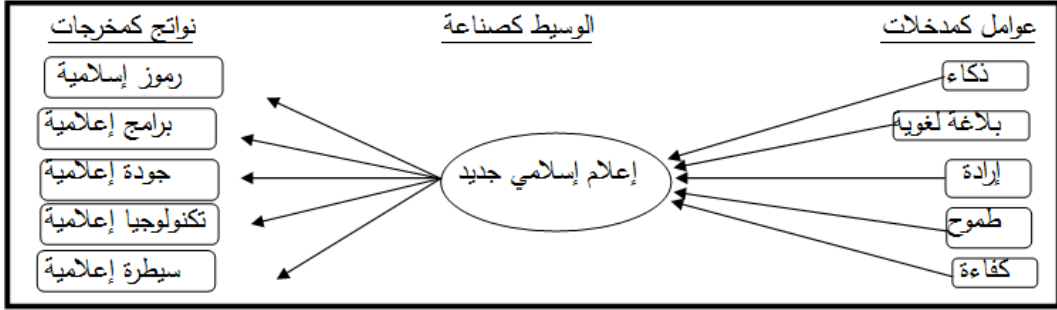 عوامل كمدخلات
الوسيط كصناعة
نواتج كمخرجات
ذكاء
بلاغة لغوية
إرادة
طموح
كفاءة
إعلام إسلامي جديد
رموز إسلامية
برامج إعلامية
جودة إعلامية
تكنولوجيا إعلامية
سيطرة إعلامية